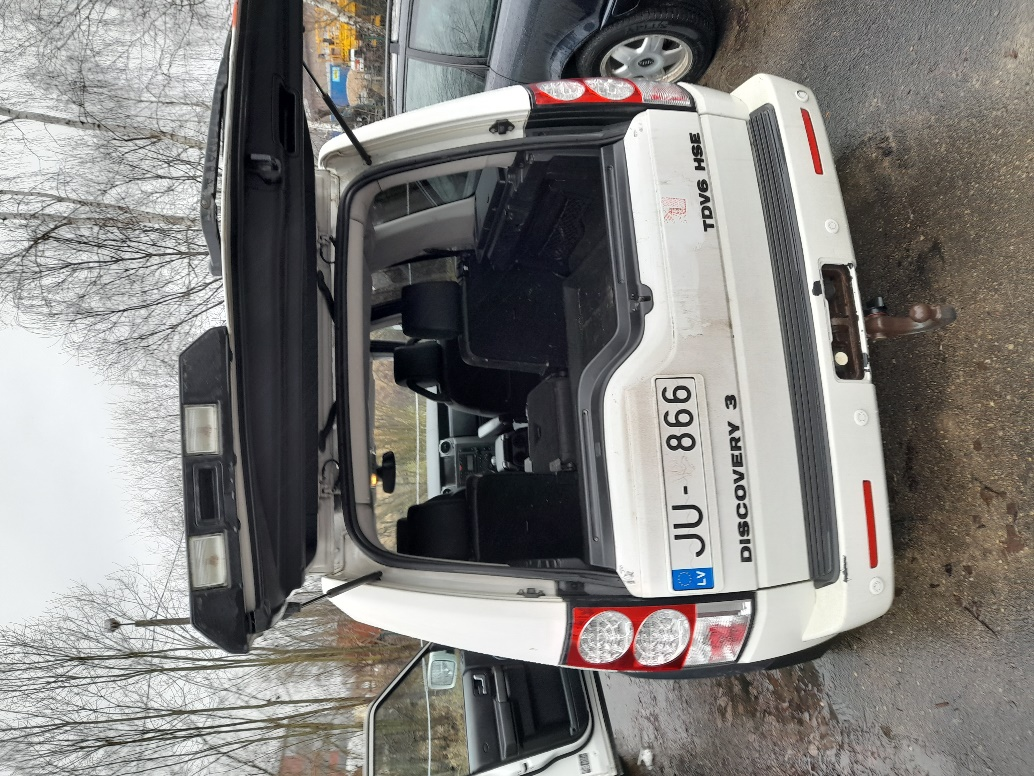 TDV6 HSE
JU-866
LV
DISCOVERY 3